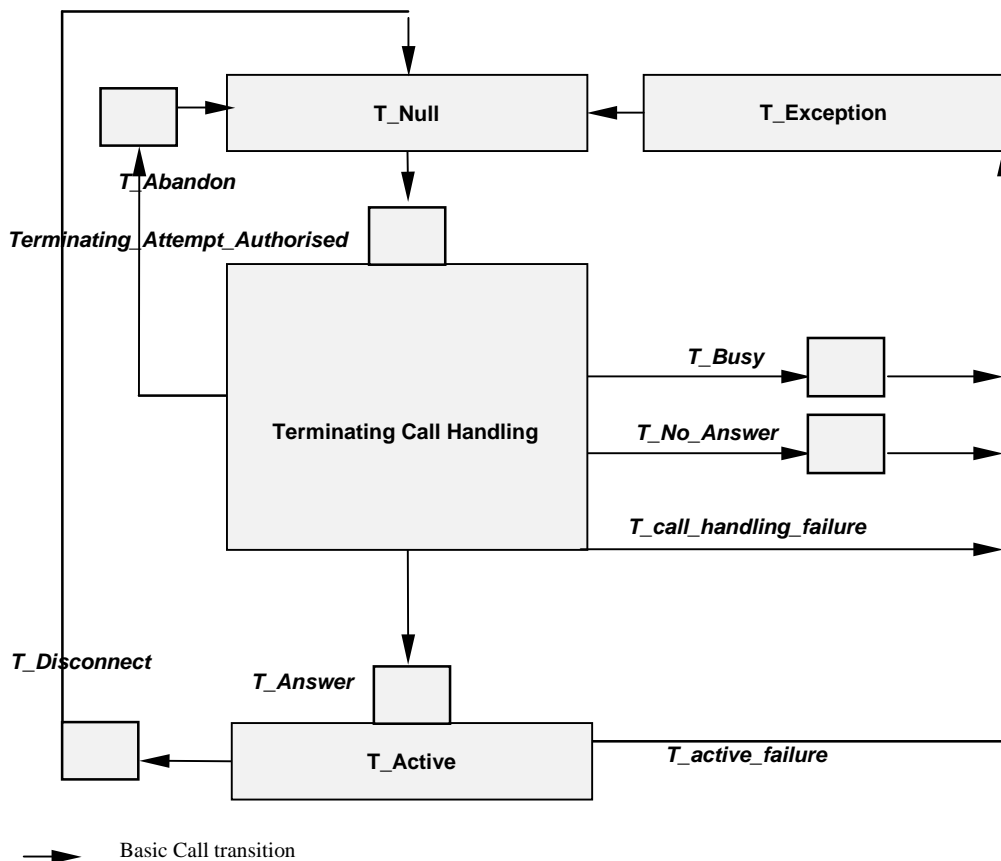 T_Null
T_Exception
T_Abandon
Terminating_Attempt_Authorised
T_Busy
Terminating Call Handling
T_No_Answer
T_call_handling_failure
T_Disconnect
T_Answer
T_Active
T_active_failure
Basic Call transition